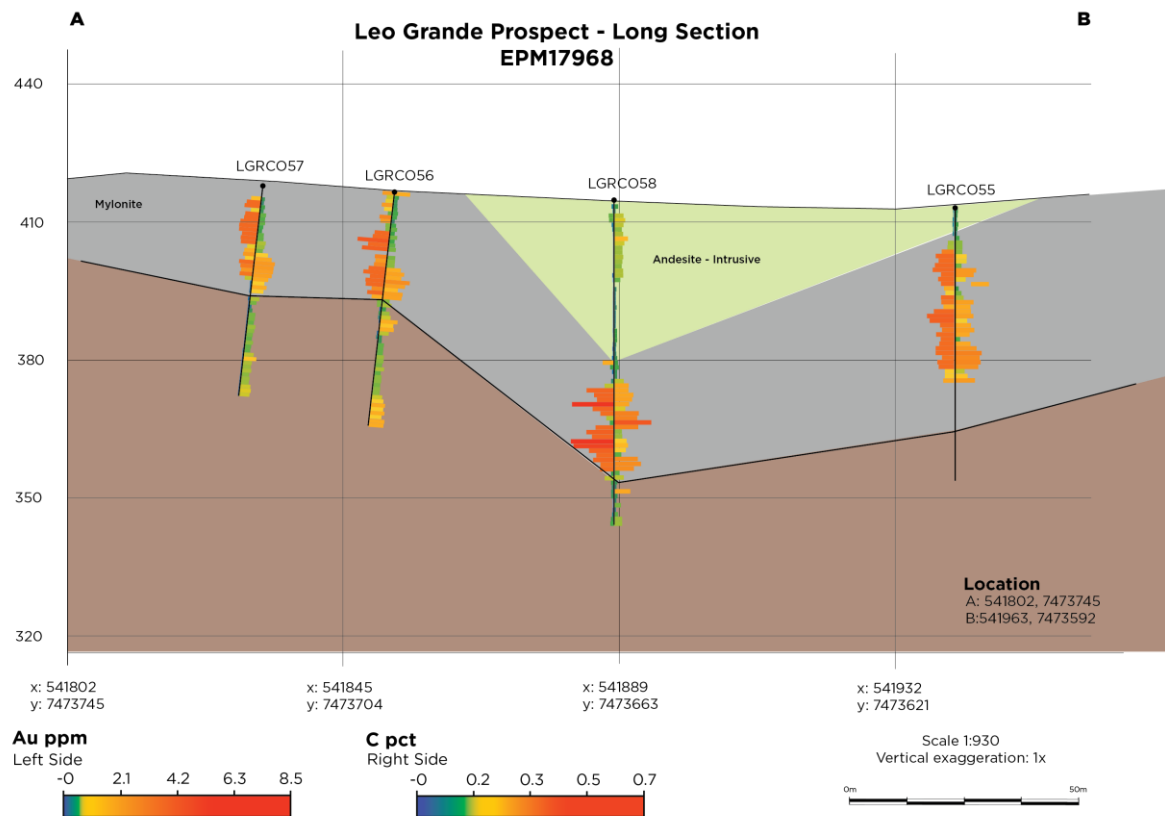 A
B
Leo Grande Prospect - Long Section
EPM17968
440
410
380
350
320
LGRCO57
LGRCO56
LGRCO58
LGRCO55
Mylonite
Andesite - Intrusive
Location
A: 541802, 7473745
B:541963, 7473592
x: 541802
y: 7473745
x: 541845
y: 7473704
x: 541889
y: 7473663
x: 541932
y: 7473621
Au ppm
Left Side
-0 2.1 4.2 6.3 8.5
C pct
Right Side
-0 0.2 0.3 0.5 0.7
Scale 1:930
Vertical exaggeration: 1x
0m 50m